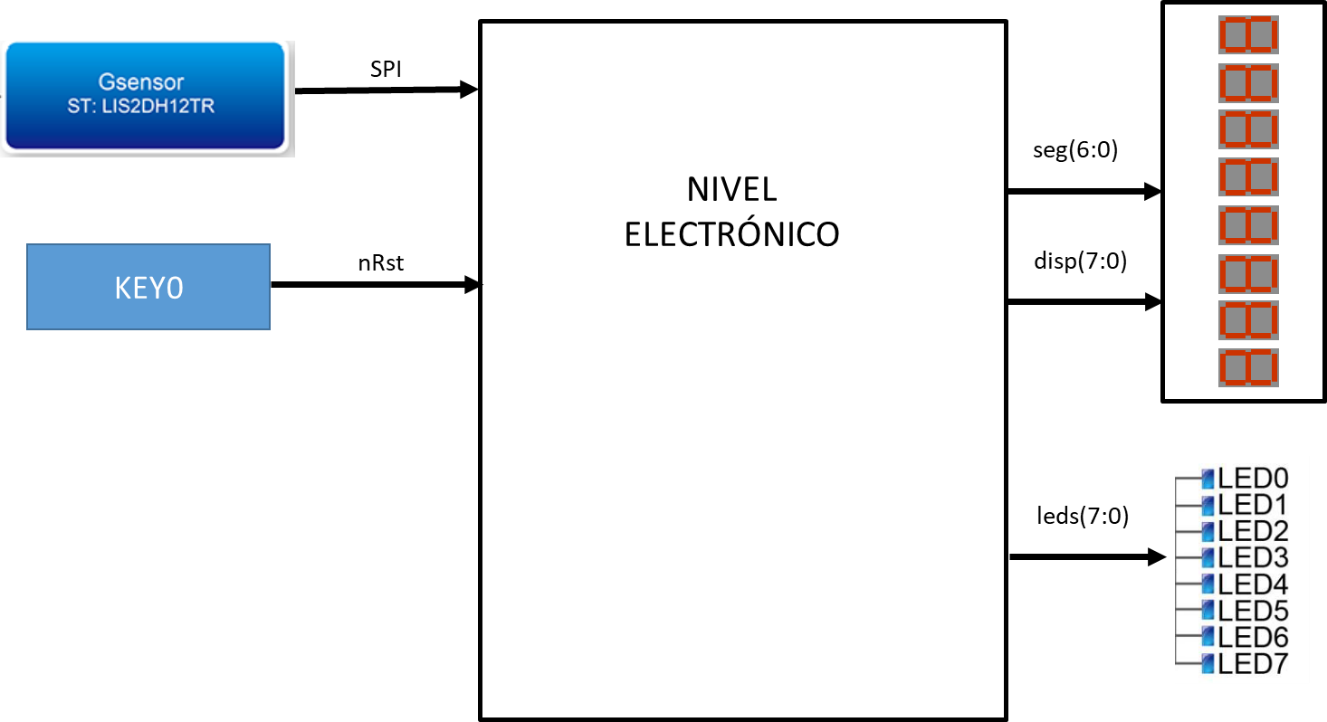 Gsensor
ST: LIS2DH12TR
SPI
KEY0
nRst
NIVEL
ELECTRÓNICO
seg(6:0)
disp(7:0)
leds(7:0)
LED0
LED1
LED2
LED3
LED4
LED5
LED6
LED7